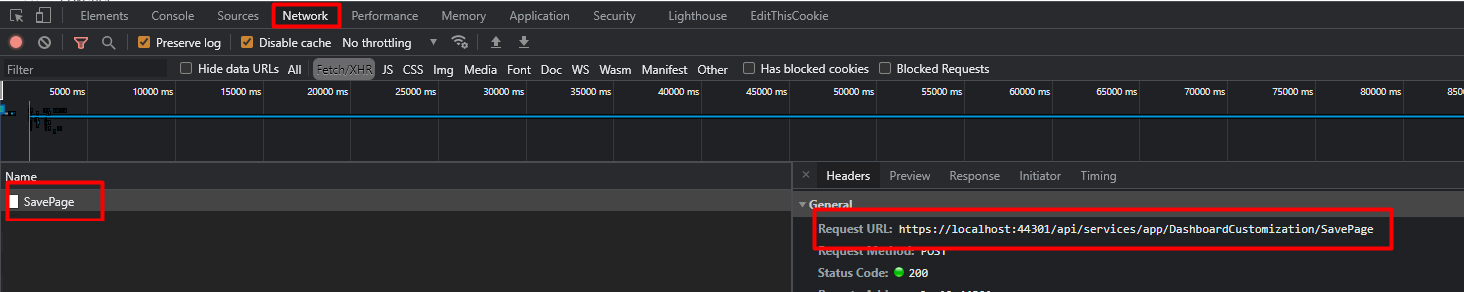 Elements Console Sources Network Performance Memory Application Security Lighthouse EditThisCookie
Preserve log Disable cache No throttling
Filter Hide data URLs All Fetch/XHR JS CSS Img Media Font Doc WS Wasm Manifest Other Has blocked cookies Blocked Requests
5000 ms 10000 ms 15000 ms 20000 ms 25000 ms 30000 ms 35000 ms 40000 ms 45000 ms 50000 ms 55000 ms 60000 ms 65000 ms 70000 ms 75000 ms 80000 ms 8500
Name
SavePage
× Headers Preview Response Initiator Timing
General
Request URL: https://localhost:44301/api/services/app/DashboardCustomization/SavePage
Request Method: POST
Status Code: 200